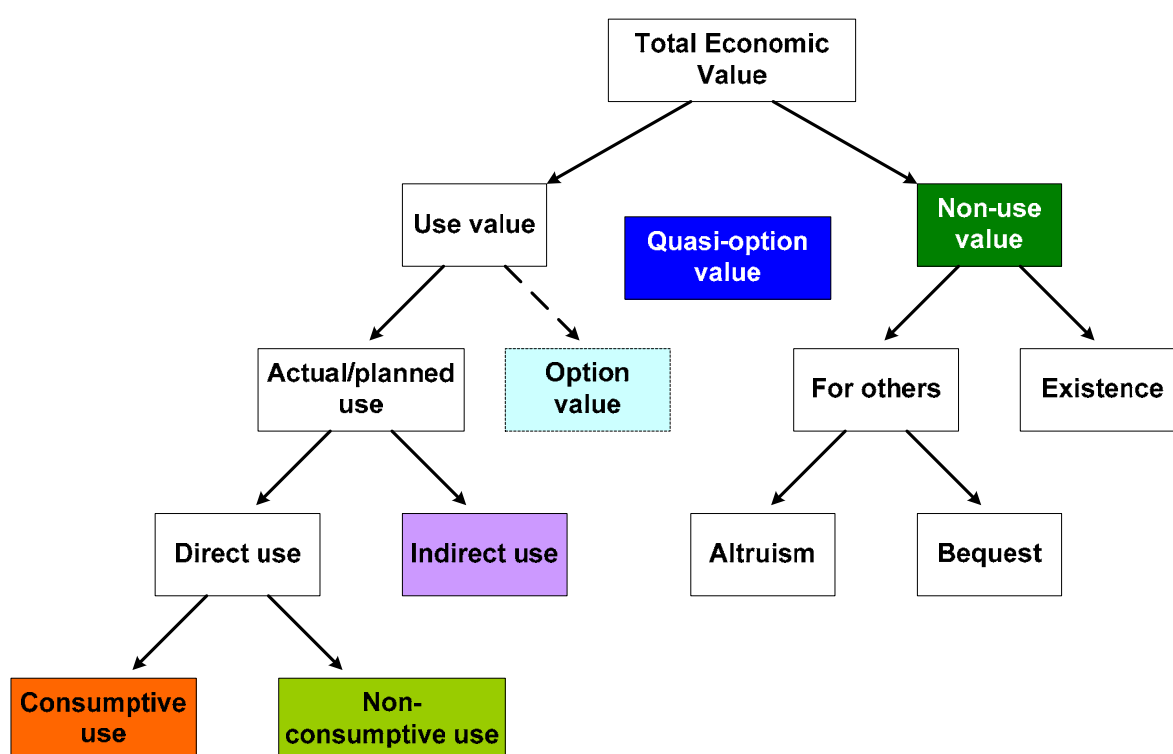 Total Economic
Value
Use value
Quasi-option
value
Non-use
value
Actual/planned
use
Option
value
For others
Existence
Direct use
Indirect use
Altruism
Bequest
Consumptive
use
Non-
consumptive use